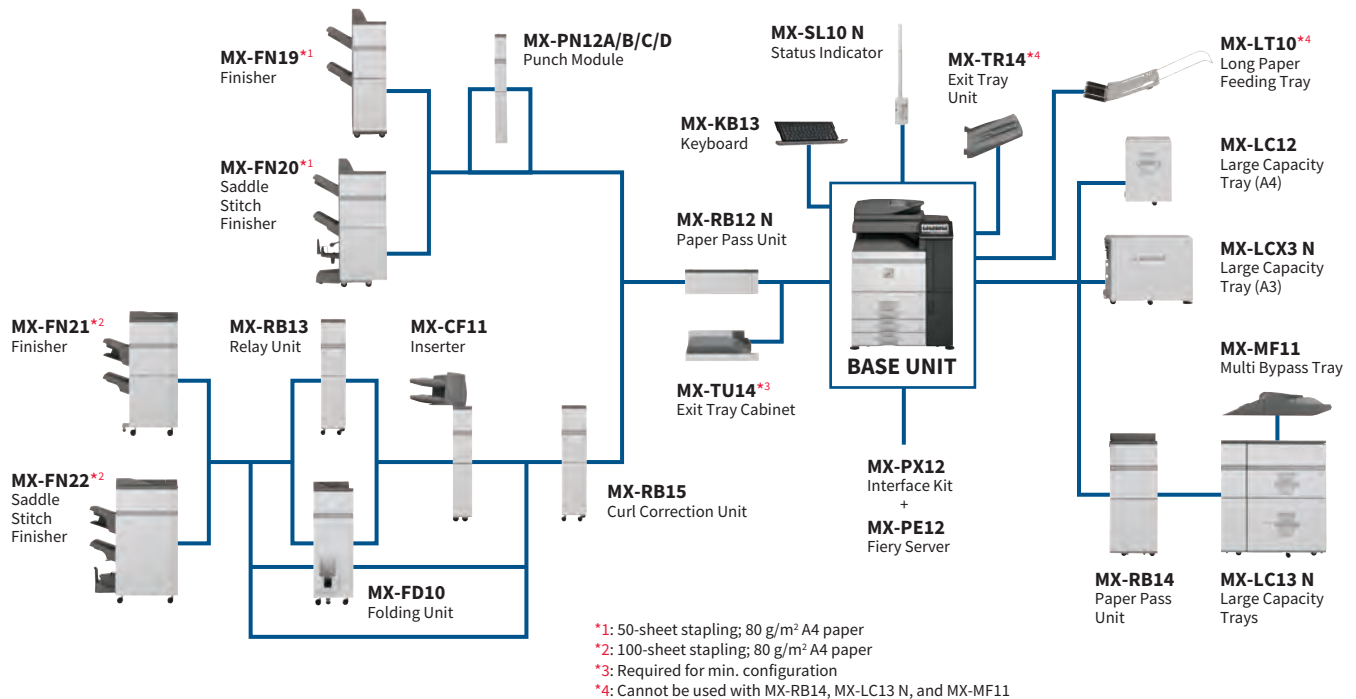 MX-FN19*1
Finisher
MX-PN12A/B/C/D
Punch Module
MX-SL10 N
Status Indicator
MX-TR14*4
Exit Tray
Unit
MX-LT10*4
Long Paper
Feeding Tray
MX-KB13
Keyboard
MX-LC12
Large Capacity
Tray (A4)
MX-FN20*1
Saddle
Stitch
Finisher
MX-RB12 N
Paper Pass Unit
MX-LCX3 N
Large Capacity
Tray (A3)
MX-FN21*2
Finisher
MX-RB13
Relay Unit
MX-CF11
Inserter
BASE UNIT
MX-MF11
Multi Bypass Tray
MX-TU14*3
Exit Tray Cabinet
MX-FN22*2
Saddle
Stitch
Finisher
MX-RB15
Curl Correction Unit
MX-PX12
Interface Kit
+
MX-PE12
Fiery Server
MX-FD10
Folding Unit
MX-RB14
Paper Pass
Unit
MX-LC13 N
Large Capacity
Trays
*1: 50-sheet stapling; 80 g/m² A4 paper
*2: 100-sheet stapling; 80 g/m² A4 paper
*3: Required for min. configuration
*4: Cannot be used with MX-RB14, MX-LC13 N, and MX-MF11